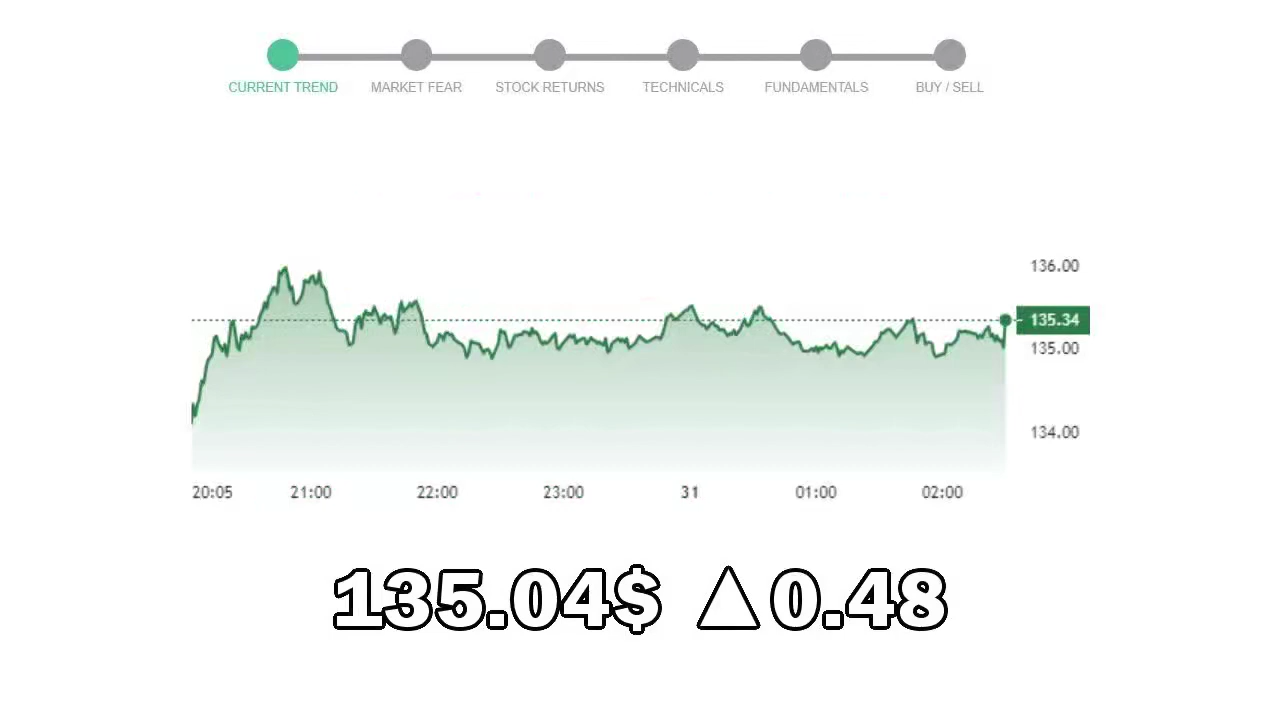 CURRENT TREND MARKET FEAR STOCK RETURNS TECHNICALS FUNDAMENTALS BUY / SELL
136.00
135.34
135.00
134.00
20:05 21:00 22:00 23:00 31 01:00 02:00
135.04$ △0.48